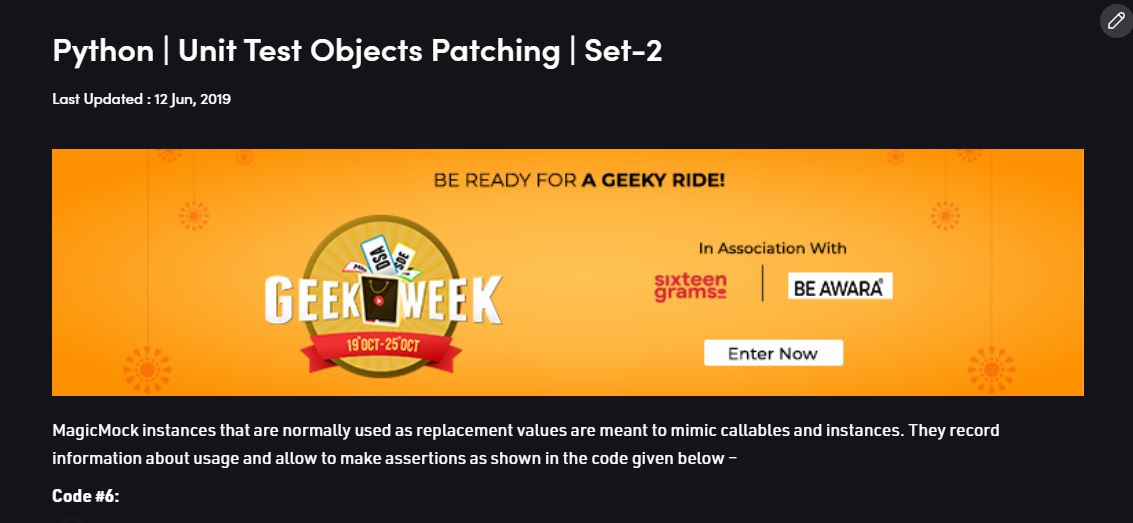 Python | Unit Test Objects Patching | Set-2
Last Updated : 12 Jun, 2019
BE READY FOR A GEEKY RIDE!
DSA
SDE
GEEK WEEK
19 OCT - 25 OCT
In Association With
sixteen
grams
BE AWARA
Enter Now
MagicMock instances that are normally used as replacement values are meant to mimic callables and instances. They record
information about usage and allow to make assertions as shown in the code given below –
Code #6: